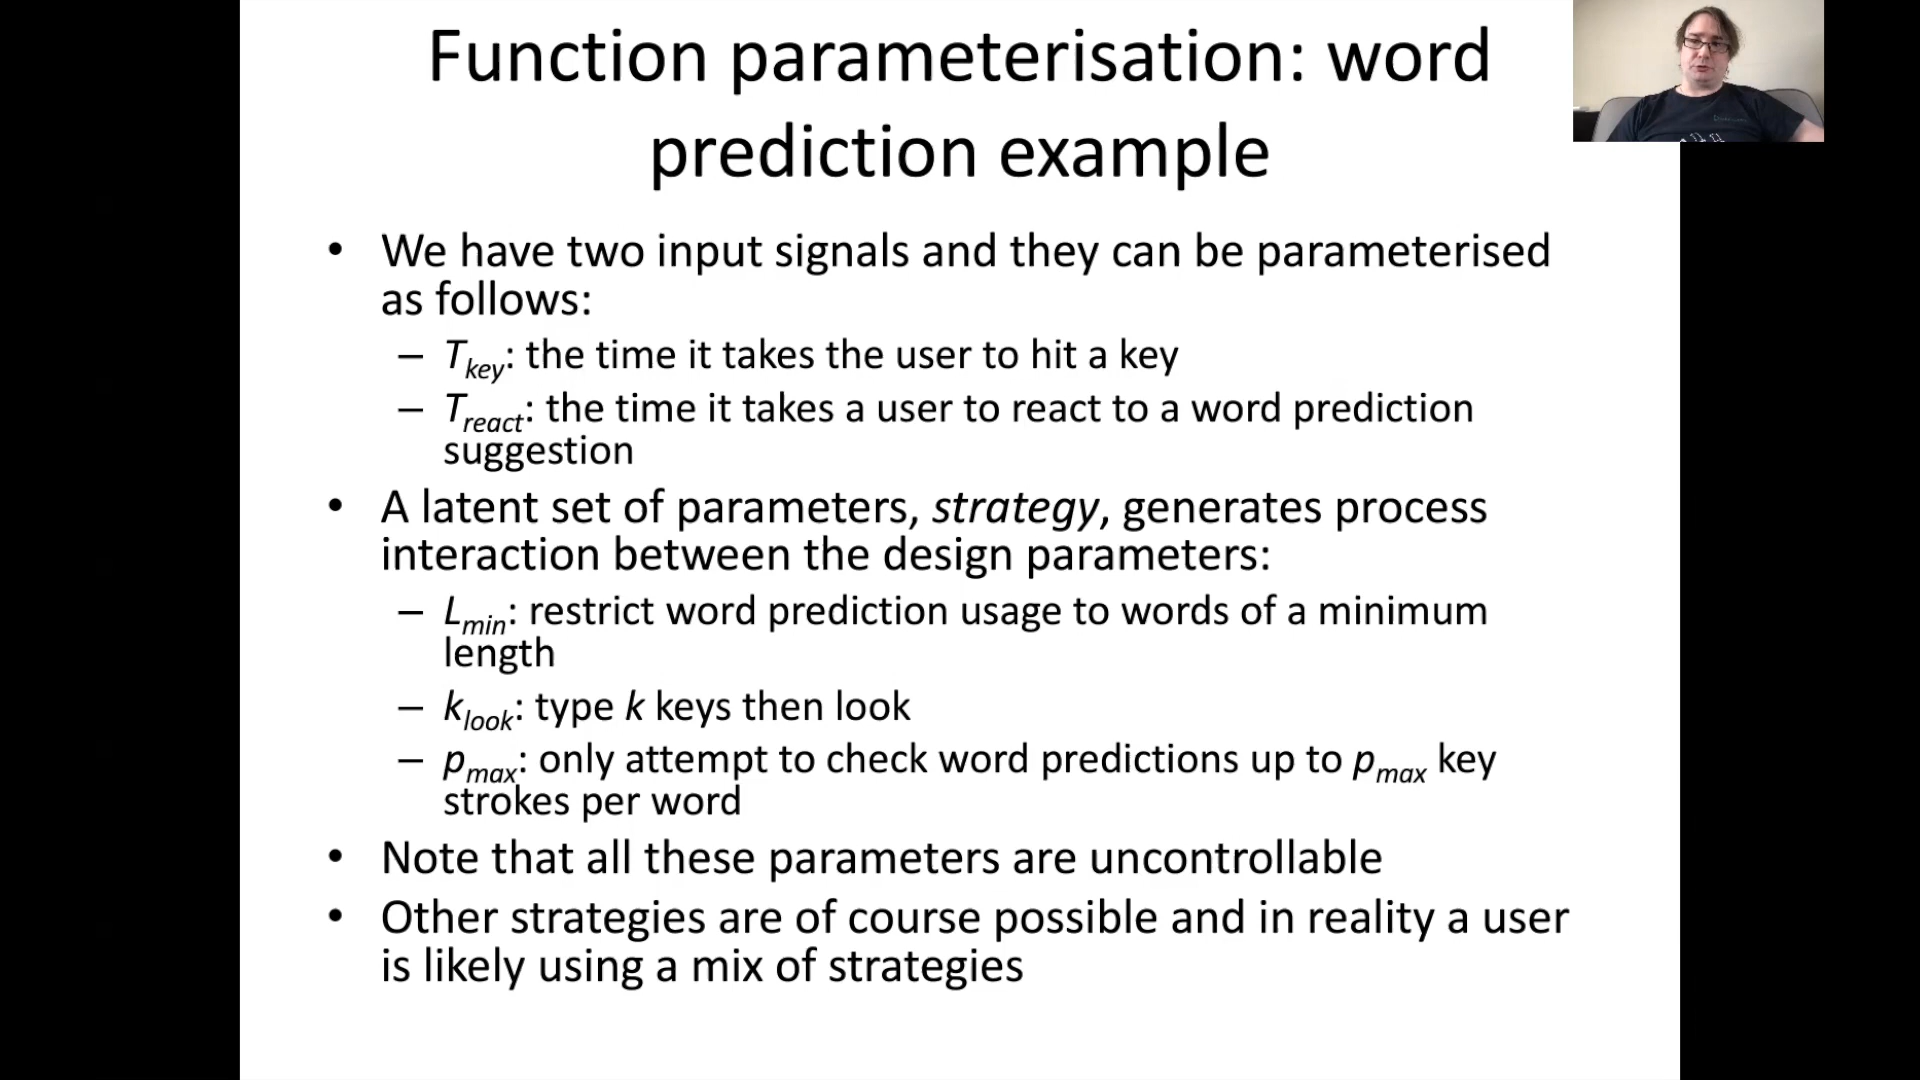 Function parameterisation: word
prediction example
• We have two input signals and they can be parameterised
as follows:
– Tkey: the time it takes the user to hit a key
– Treact: the time it takes a user to react to a word prediction
suggestion
• A latent set of parameters, strategy, generates process
interaction between the design parameters:
– Lmin: restrict word prediction usage to words of a minimum
length
– klook: type k keys then look
– pmax: only attempt to check word predictions up to pmax key
strokes per word
• Note that all these parameters are uncontrollable
• Other strategies are of course possible and in reality a user
is likely using a mix of strategies